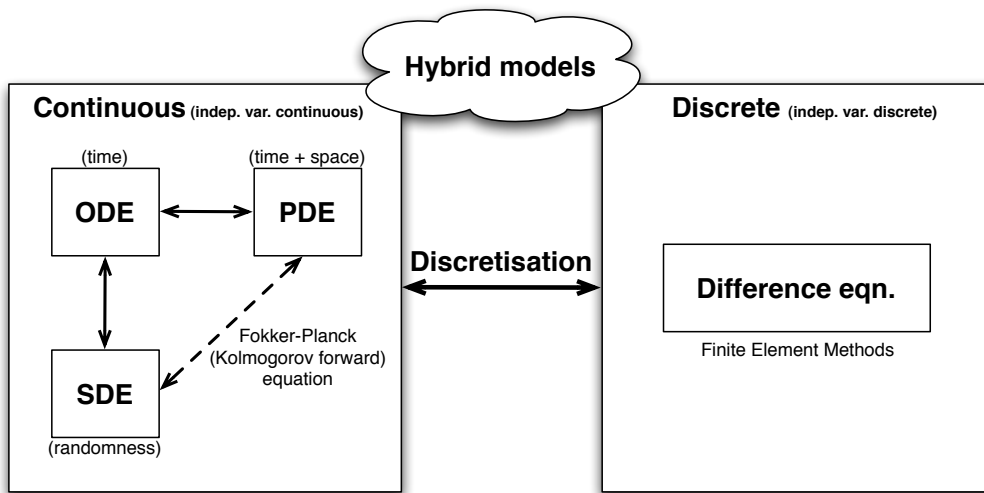 Hybrid models
Continuous (indep. var. continuous)
(time)
(time + space)
ODE
PDE
Fokker-Planck
(Kolmogorov forward)
equation
SDE
(randomness)
Discretisation
Discrete (indep. var. discrete)
Difference eqn.
Finite Element Methods